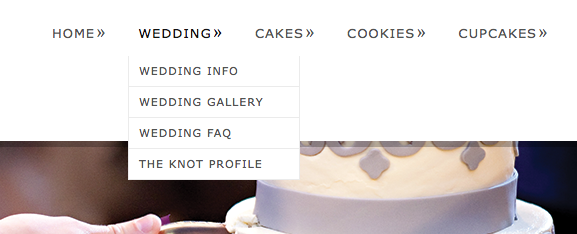 HOME» WEDDING» CAKES» COOKIES» CUPCAKES»
WEDDING INFO
WEDDING GALLERY
WEDDING FAQ
THE KNOT PROFILE